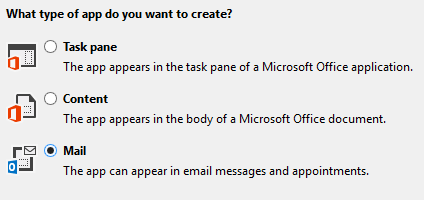 What type of app do you want to create?
Task pane
The app appears in the task pane of a Microsoft Office application.
Content
The app appears in the body of a Microsoft Office document.
Mail
The app can appear in email messages and appointments.